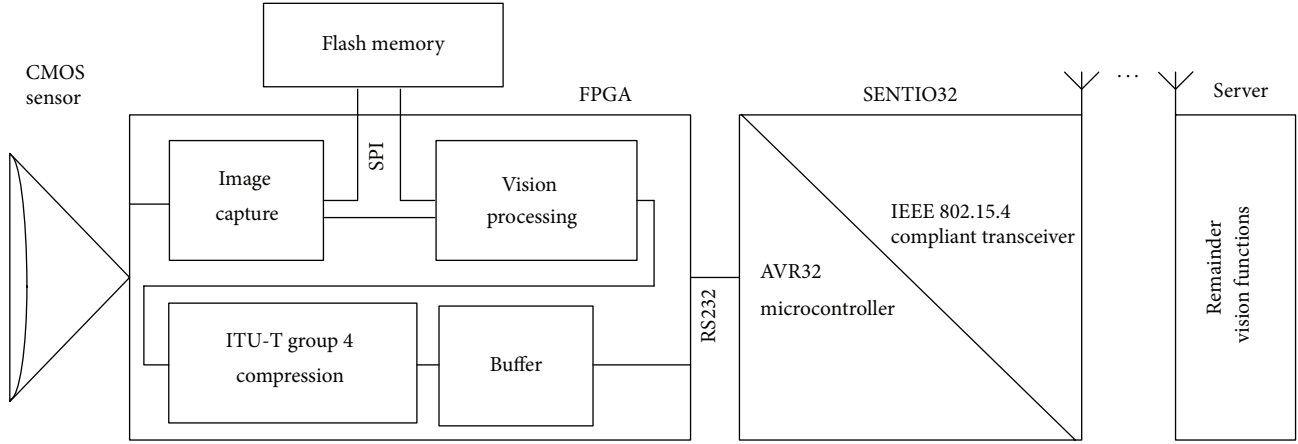 Flash memory
CMOS
sensor
FPGA
SENTIO32
...
Server
SPI
Image
capture
Vision
processing
IEEE 802.15.4
compliant transceiver
AVR32
microcontroller
RS232
Remainder
vision functions
ITU-T group 4
compression
Buffer